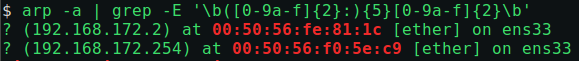 $ arp -a | grep -E '\b([0-9a-f]{2}:){5}[0-9a-f]{2}\b'
? (192.168.172.2) at 00:50:56:fe:81:1c [ether] on ens33
? (192.168.172.254) at 00:50:56:f0:5e:c9 [ether] on ens33